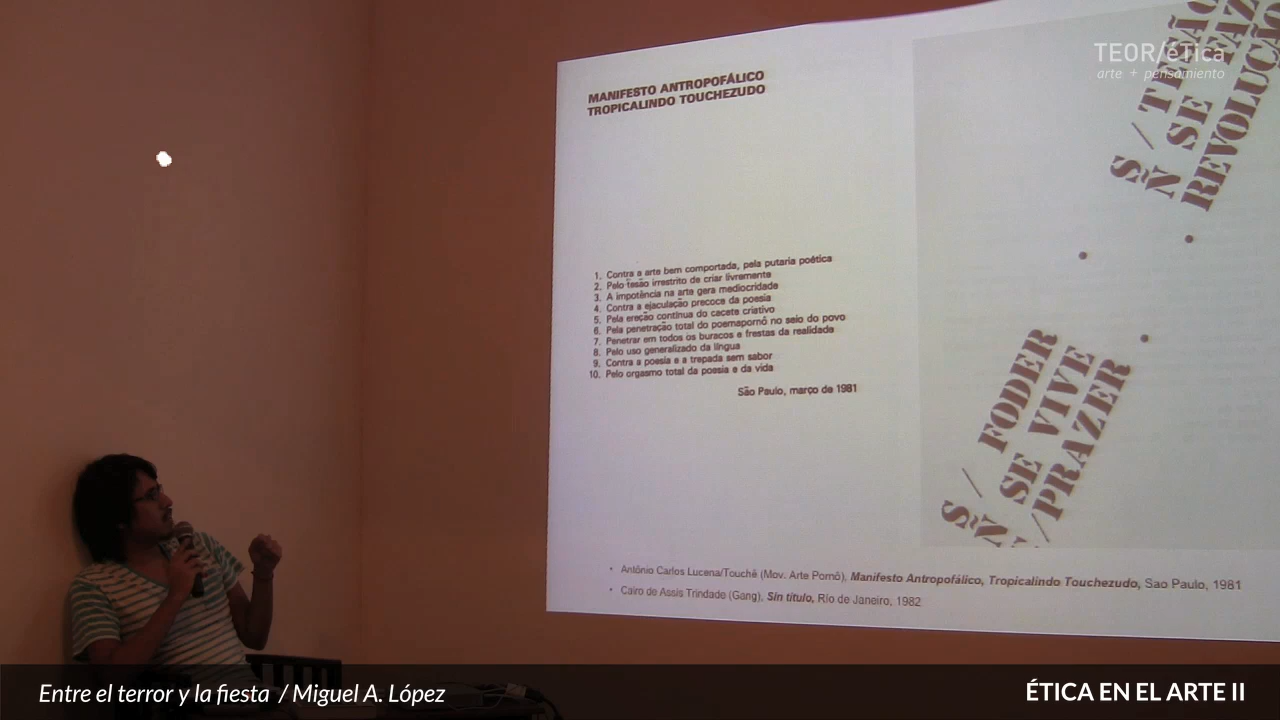 MANIFESTO ANTROPOFÁLICO
TROPICALINDO TOUCHEZUDO
1. Contra a arte bem comportada, pela putaria poética
2. Pelo tesão irrestrito de criar livremente
3. A impotência na arte gera mediocridade
4. Contra a ejaculação precoce da poesia
5. Pela ereção contínua do cacete criativo
6. Pela penetração total do poemapornô no seio do povo
7. Penetrar em todos os buracos e frestas da realidade
8. Pelo uso generalizado da língua
9. Contra a poesia e a trepada sem sabor
10. Pelo orgasmo total da poesia e da vida
São Paulo, março de 1981
S/ TESÃO
Ñ SE FAZ
REVOLUÇÃO
S/ FODER
Ñ SE VIVE
/PRAZER
• Antônio Carlos Lucena/Touchê (Mov. Arte Pornô), Manifesto Antropofálico, Tropicalindo Touchezudo, Sao Paulo, 1981
• Cairo de Assis Trindade (Gang), Sin título, Río de Janeiro, 1982
TEOR/éTica
arte + pensamiento
Entre el terror y la fiesta / Miguel A. López
ÉTICA EN EL ARTE II